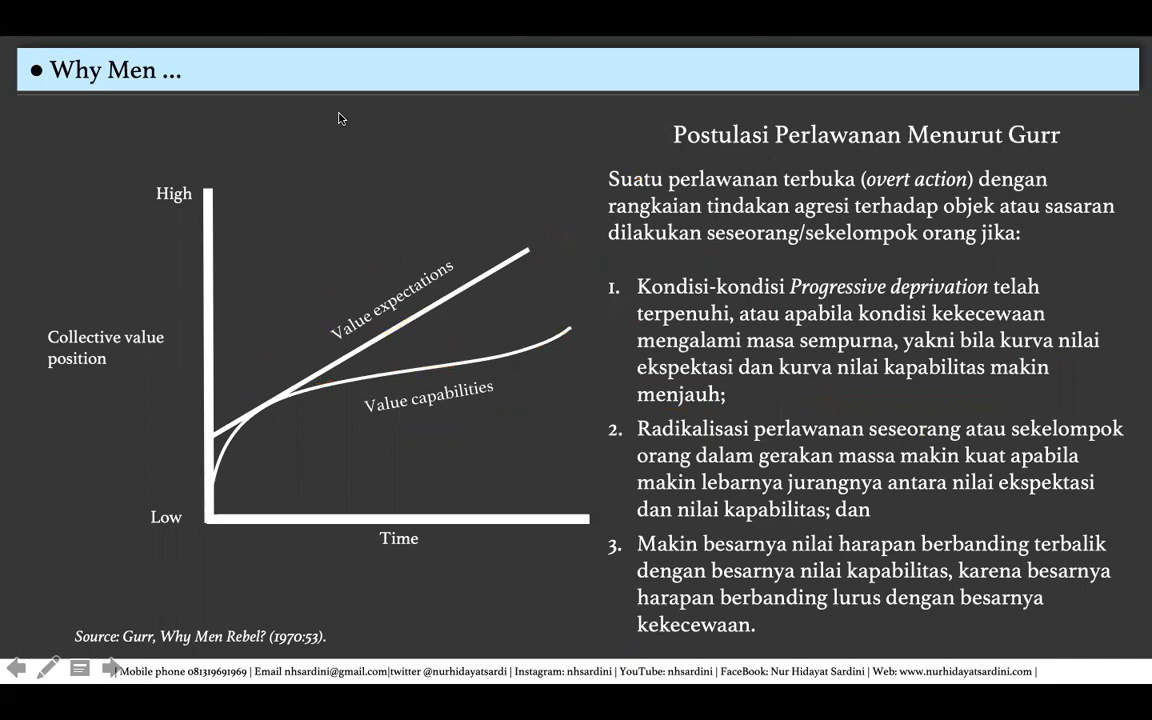 ● Why Men ...
Postulasi Perlawanan Menurut Gurr
High
Value expectations
Collective value
position
Value capabilities
Low
Time
Source: Gurr, Why Men Rebel? (1970:53).
Suatu perlawanan terbuka (overt action) dengan
rangkaian tindakan agresi terhadap objek atau sasaran
dilakukan seseorang/sekelompok orang jika:
1. Kondisi-kondisi Progressive deprivation telah
terpenuhi, atau apabila kondisi kekecewaan
mengalami masa sempurna, yakni bila kurva nilai
ekspektasi dan kurva nilai kapabilitas makin
menjauh;
2. Radikalisasi perlawanan seseorang atau sekelompok
orang dalam gerakan massa makin kuat apabila
makin lebarnya jurangnya antara nilai ekspektasi
dan nilai kapabilitas; dan
3. Makin besarnya nilai harapan berbanding terbalik
dengan besarnya nilai kapabilitas, karena besarnya
harapan berbanding lurus dengan besarnya
kekecewaan.
| Mobile phone 081319691969 | Email nhsardini@gmail.com|twitter @nurhidayatsardi | Instagram: nhsardini | YouTube: nhsardini | FaceBook: Nur Hidayat Sardini | Web: www.nurhidayatsardini.com |